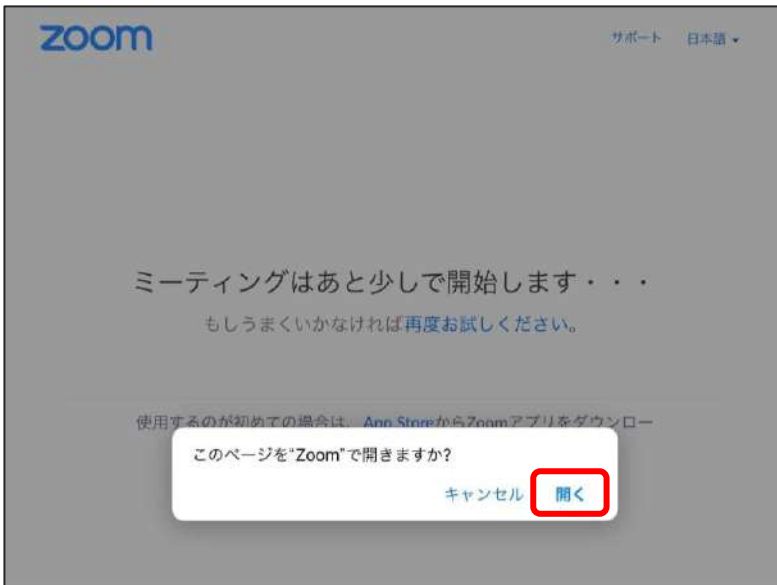 zoom
サポート 日本語
ミーティングはあと少しで開始します・・・
もしうまくいかなければ再度お試しください。
使用するのが初めての場合は、App StoreからZoomアプリをダウンロー
このページを“Zoom”で開きますか?
キャンセル 開く